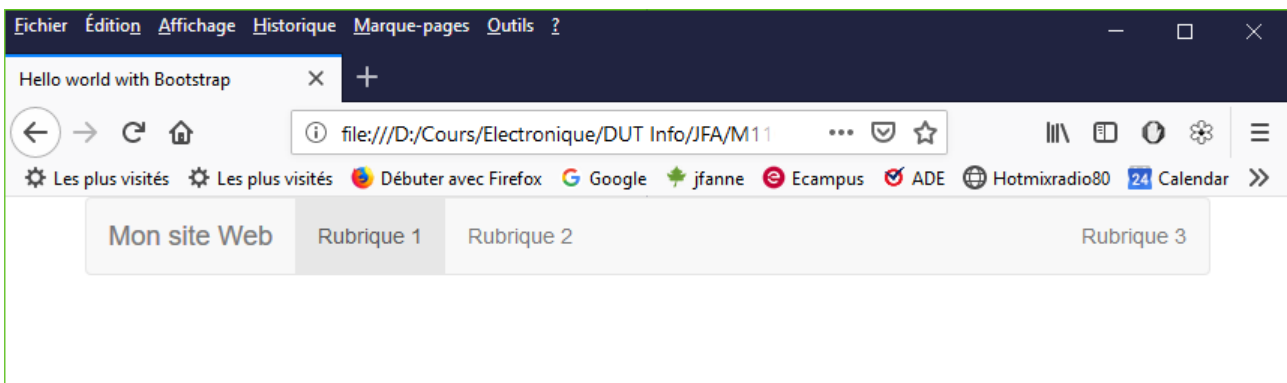 Fichier Édition Affichage Historique Marque-pages Outils ?
Hello world with Bootstrap
file:///D:/Cours/Electronique/DUT Info/JFA/M11
Les plus visités Les plus visités Débuter avec Firefox Google jfanne Ecampus ADE Hotmixradio80 24 Calendar
Mon site Web Rubrique 1 Rubrique 2 Rubrique 3